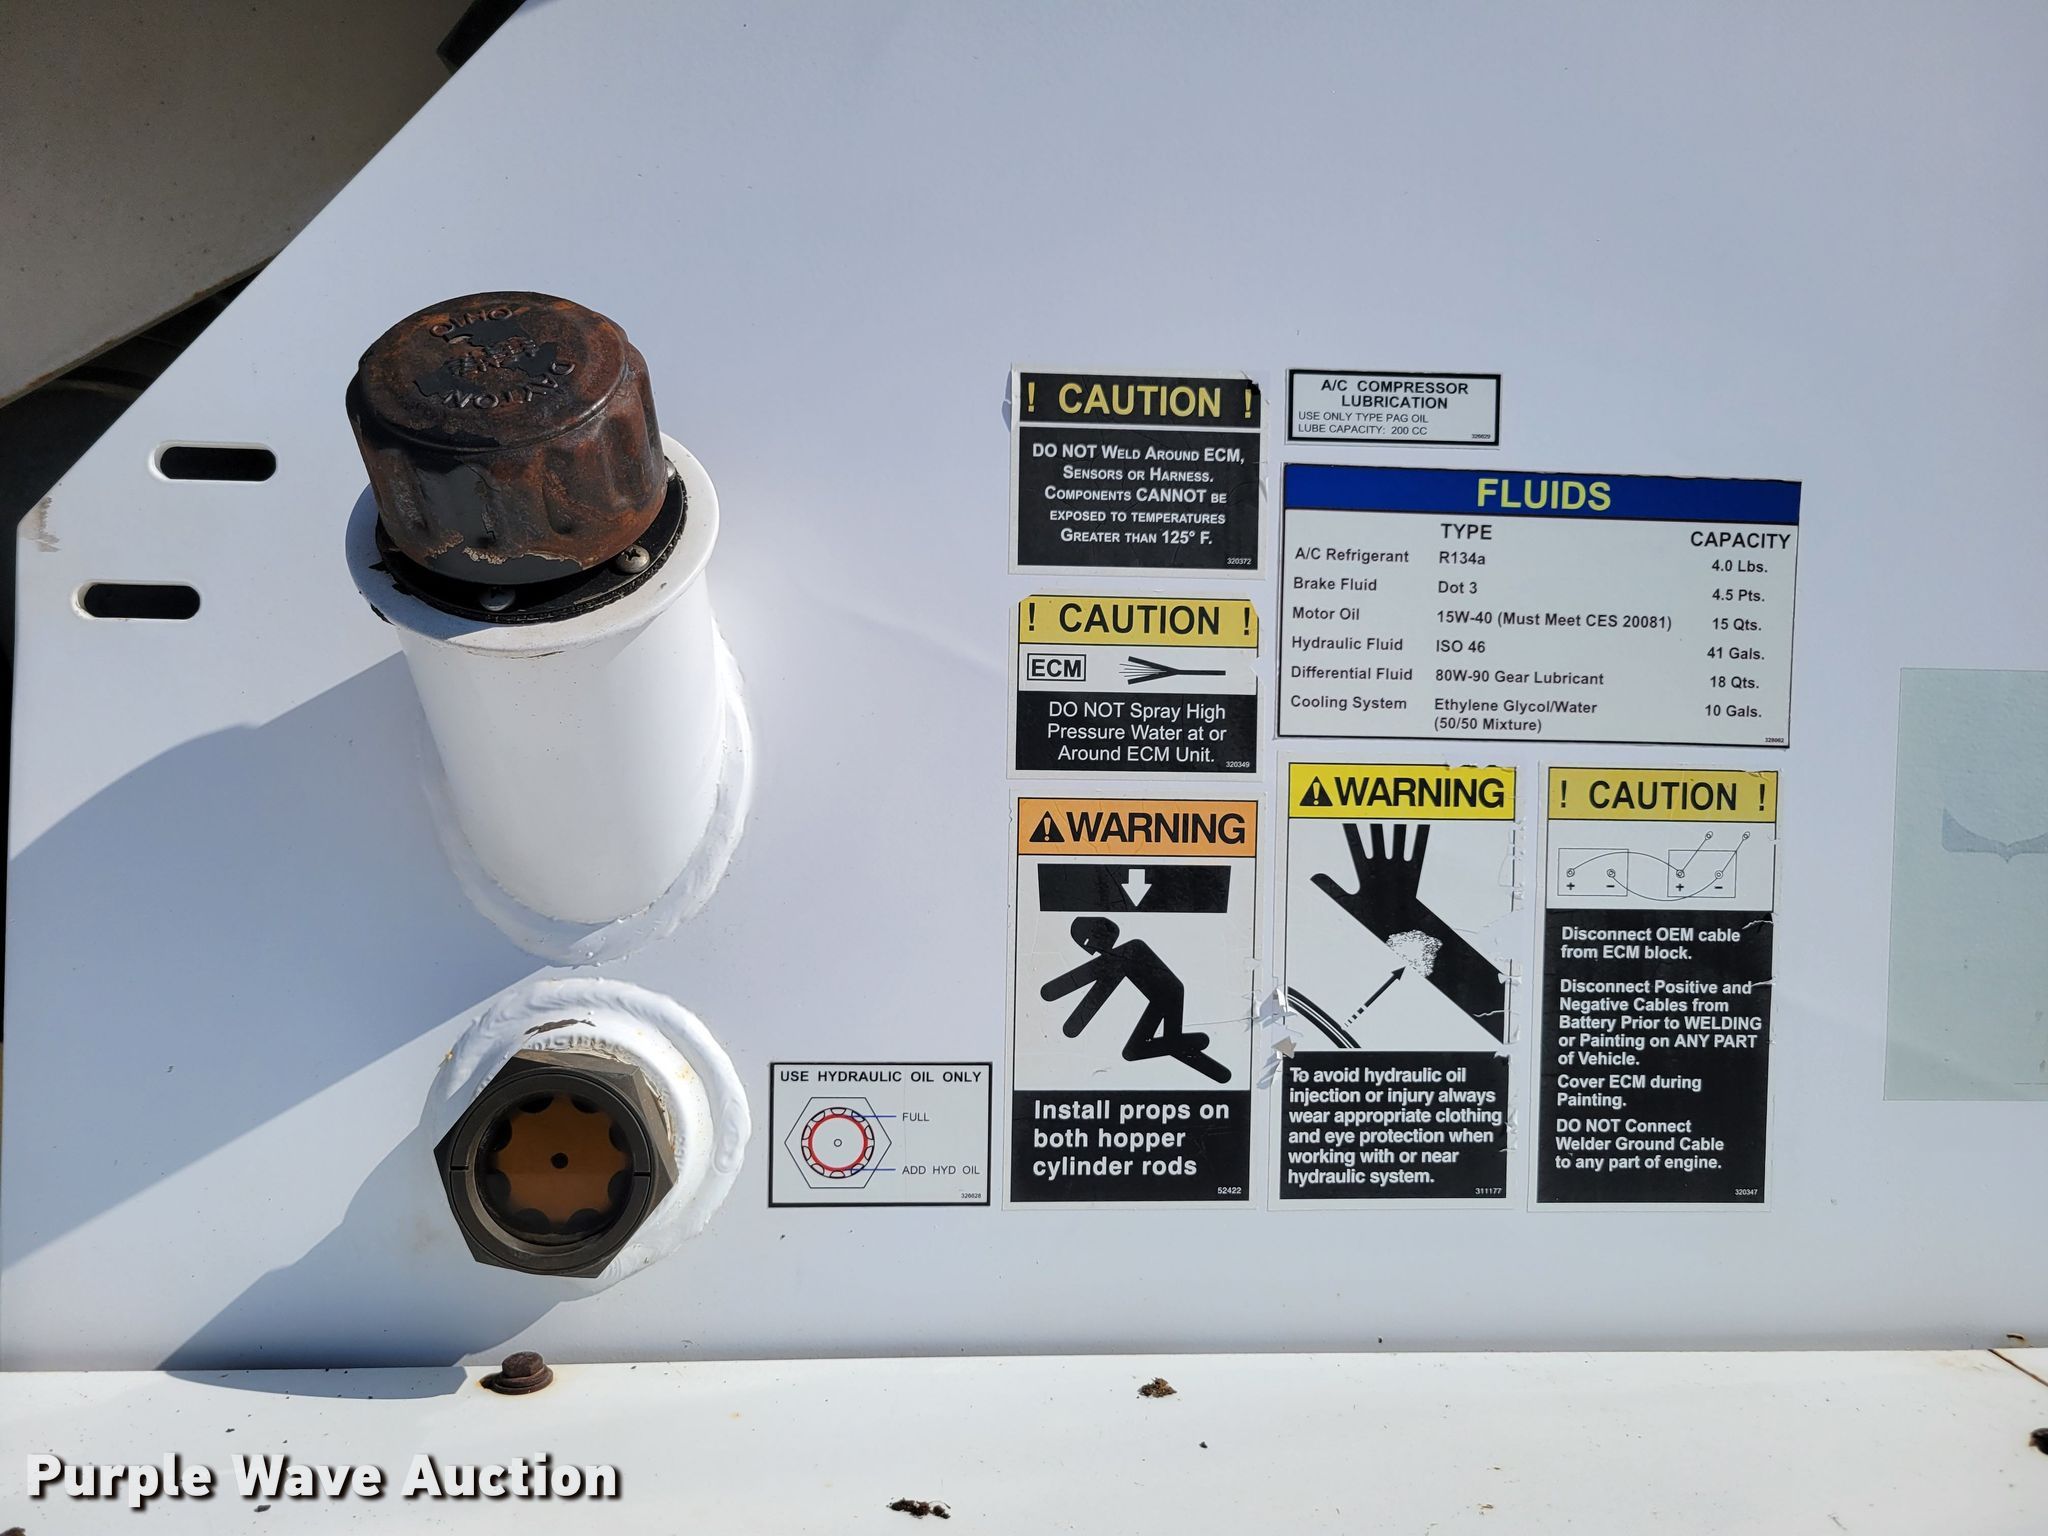 OHIO
DAYTON
! CAUTION !
DO NOT WELD AROUND ECM,
SENSORS OR HARNESS.
COMPONENTS CANNOT BE
EXPOSED TO TEMPERATURES
GREATER THAN 125° F.
320372
A/C COMPRESSOR
LUBRICATION
USE ONLY TYPE PAG OIL
LUBE CAPACITY: 200 CC
FLUIDS
TYPE CAPACITY
A/C Refrigerant R134a 4.0 Lbs.
Brake Fluid Dot 3 4.5 Pts.
Motor Oil 15W-40 (Must Meet CES 20081) 15 Qts.
Hydraulic Fluid ISO 46 41 Gals.
Differential Fluid 80W-90 Gear Lubricant 18 Qts.
Cooling System Ethylene Glycol/Water 10 Gals.
(50/50 Mixture)
! CAUTION !
ECM
DO NOT Spray High
Pressure Water at or
Around ECM Unit.
320349
WARNING
Install props on
both hopper
cylinder rods
52422
WARNING
To avoid hydraulic oil
injection or injury always
wear appropriate clothing
and eye protection when
working with or near
hydraulic system.
311177
! CAUTION !
+ - + -
Disconnect OEM cable
from ECM block.
Disconnect Positive and
Negative Cables from
Battery Prior to WELDING
or Painting on ANY PART
of Vehicle.
Cover ECM during
Painting.
DO NOT Connect
Welder Ground Cable
to any part of engine.
320347
USE HYDRAULIC OIL ONLY
FULL
ADD HYD OIL
326628
Purple Wave Auction